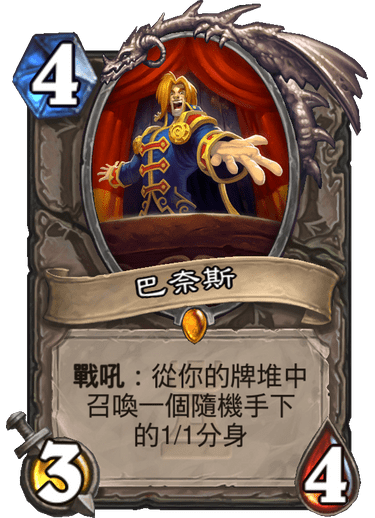 4
巴奈斯
戰吼：從你的牌堆中
召喚一個隨機手下
的1/1分身
3
4